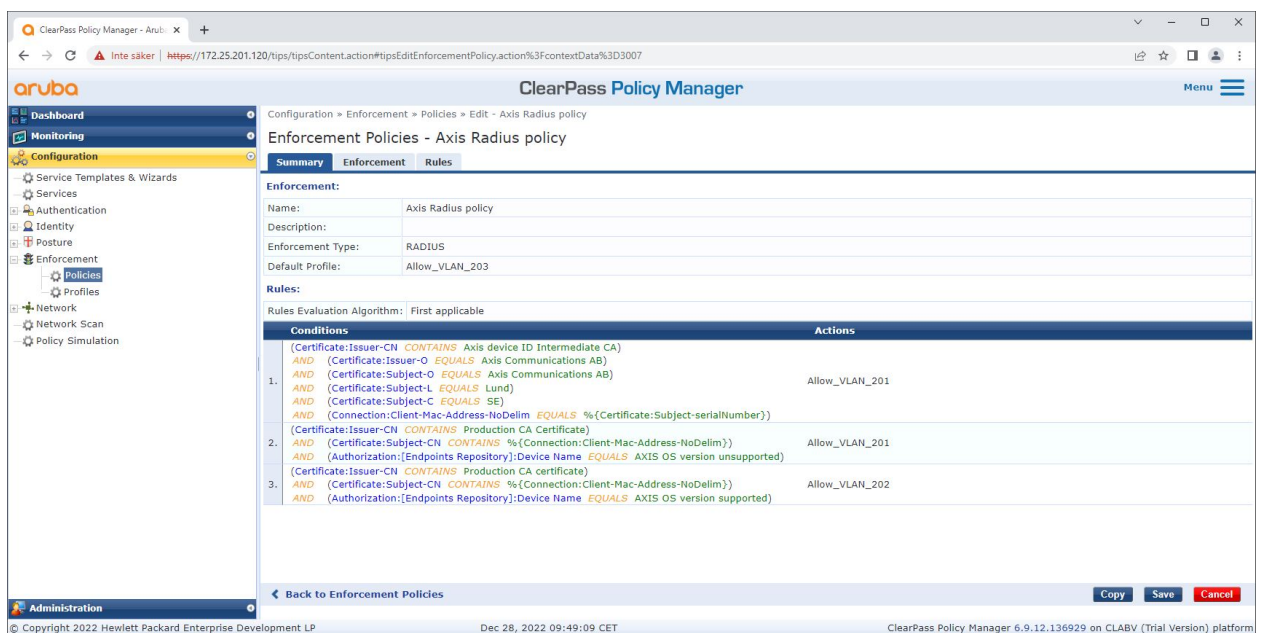 ClearPass Policy Manager - Arub
Inte säker | https://172.25.201.120/tips/tipsContent.action#tipsEditEnforcementPolicy.action%3FcontextData%3D3007
aruba
ClearPass Policy Manager
Menu
Dashboard
Monitoring
Configuration
Service Templates & Wizards
Services
Authentication
Identity
Posture
Enforcement
Policies
Profiles
Network
Network Scan
Policy Simulation
Administration
Configuration » Enforcement » Policies » Edit - Axis Radius policy
Enforcement Policies - Axis Radius policy
Summary Enforcement Rules
Enforcement:
Name: Axis Radius policy
Description:
Enforcement Type: RADIUS
Default Profile: Allow_VLAN_203
Rules:
Rules Evaluation Algorithm: First applicable
Conditions Actions
(Certificate:Issuer-CN CONTAINS Axis device ID Intermediate CA)
AND (Certificate:Issuer-O EQUALS Axis Communications AB)
AND (Certificate:Subject-O EQUALS Axis Communications AB)
1. AND (Certificate:Subject-L EQUALS Lund) Allow_VLAN_201
AND (Certificate:Subject-C EQUALS SE)
AND (Connection:Client-Mac-Address-NoDelim EQUALS %{Certificate:Subject-serialNumber})
(Certificate:Issuer-CN CONTAINS Production CA Certificate)
2. AND (Certificate:Subject-CN CONTAINS %{Connection:Client-Mac-Address-NoDelim}) Allow_VLAN_201
AND (Authorization:[Endpoints Repository]:Device Name EQUALS AXIS OS version unsupported)
(Certificate:Issuer-CN CONTAINS Production CA certificate)
3. AND (Certificate:Subject-CN CONTAINS %{Connection:Client-Mac-Address-NoDelim}) Allow_VLAN_202
AND (Authorization:[Endpoints Repository]:Device Name EQUALS AXIS OS version supported)
Back to Enforcement Policies
Copy Save Cancel
© Copyright 2022 Hewlett Packard Enterprise Development LP Dec 28, 2022 09:49:09 CET ClearPass Policy Manager 6.9.12.136929 on CLABV (Trial Version) platform